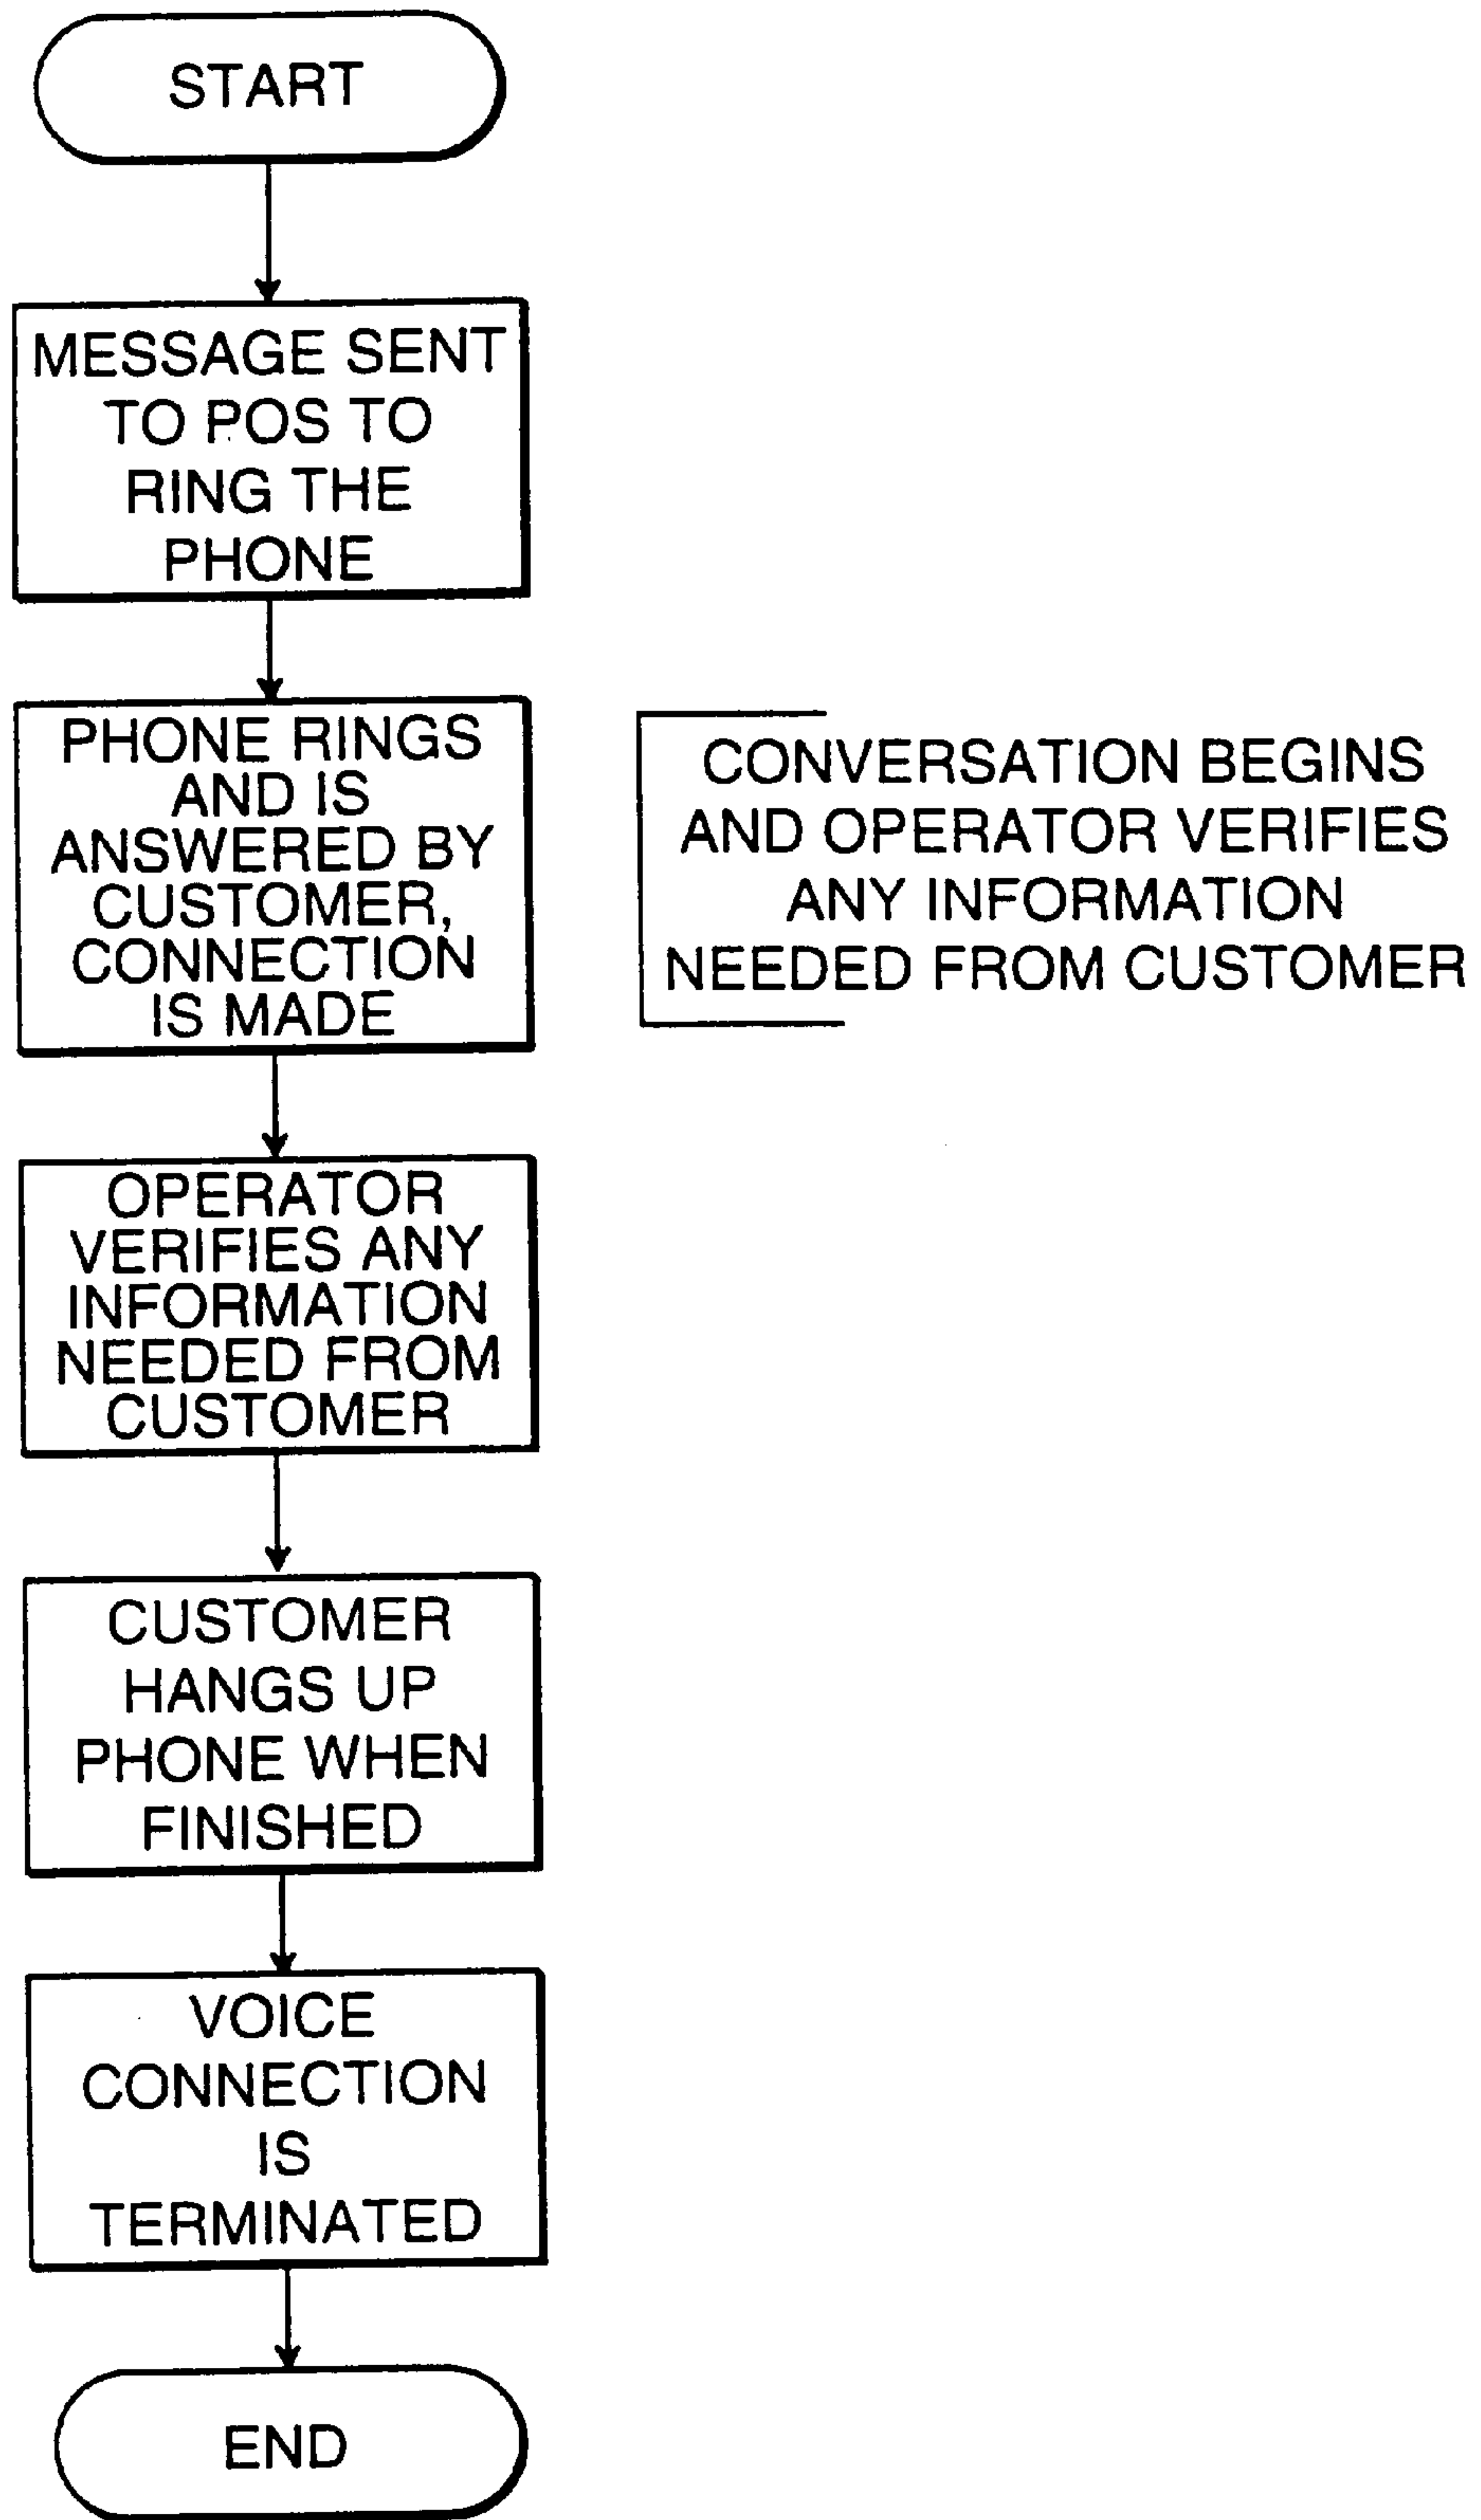 START
MESSAGE SENT
TO POS TO
RING THE
PHONE
PHONE RINGS
AND IS
ANSWERED BY
CUSTOMER,
CONNECTION
IS MADE
CONVERSATION BEGINS
AND OPERATOR VERIFIES
ANY INFORMATION
NEEDED FROM CUSTOMER
OPERATOR
VERIFIES ANY
INFORMATION
NEEDED FROM
CUSTOMER
CUSTOMER
HANGS UP
PHONE WHEN
FINISHED
VOICE
CONNECTION
IS
TERMINATED
END